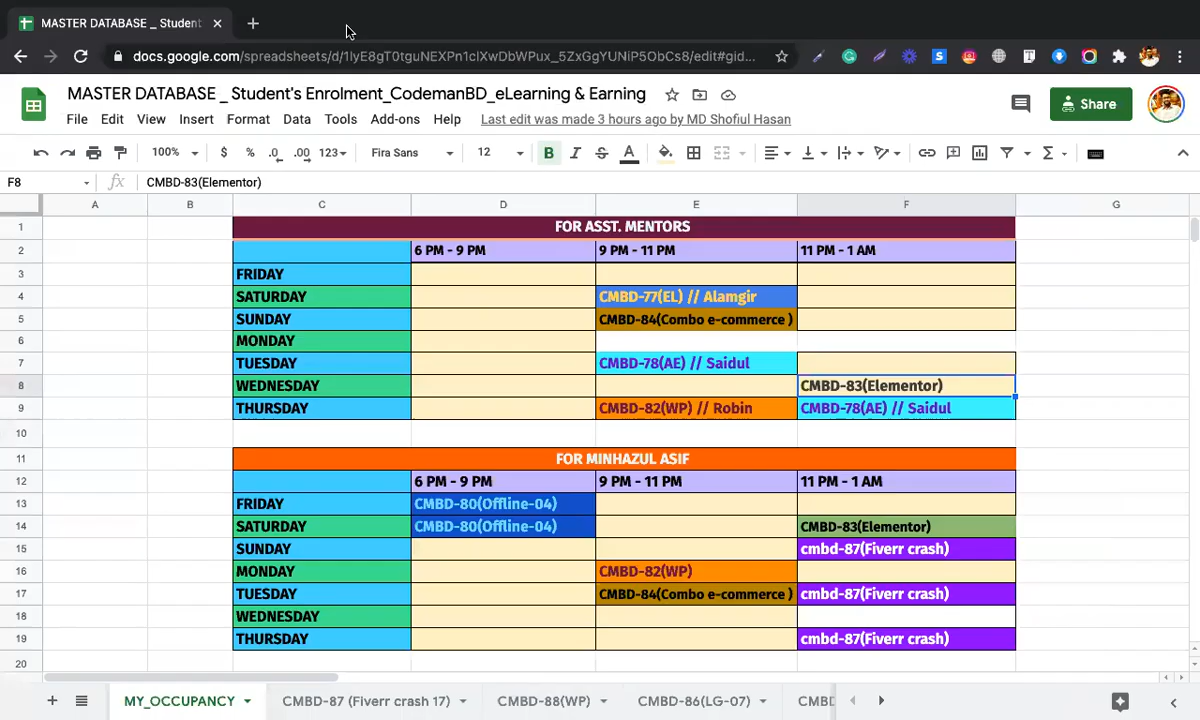 MASTER DATABASE _ Student
docs.google.com/spreadsheets/d/1IyE8gT0tguNEXPn1clXwDbWPux_5ZxGgYUNiP5ObCs8/edit#gid...
MASTER DATABASE _ Student's Enrolment_CodemanBD_eLearning & Earning
Share
File Edit View Insert Format Data Tools Add-ons Help Last edit was made 3 hours ago by MD Shofiul Hasan
100% $ % .0 .00 123 Fira Sans 12 B I S A
F8 fx CMBD-83(Elementor)
A B C D E F G
1 FOR ASST. MENTORS
2 6 PM - 9 PM 9 PM - 11 PM 11 PM - 1 AM
3 FRIDAY
4 SATURDAY CMBD-77(EL) // Alamgir
5 SUNDAY CMBD-84(Combo e-commerce )
6 MONDAY
7 TUESDAY CMBD-78(AE) // Saidul
8 WEDNESDAY CMBD-83(Elementor)
9 THURSDAY CMBD-82(WP) // Robin CMBD-78(AE) // Saidul
10
11 FOR MINHAZUL ASIF
12 6 PM - 9 PM 9 PM - 11 PM 11 PM - 1 AM
13 FRIDAY CMBD-80(Offline-04)
14 SATURDAY CMBD-80(Offline-04) CMBD-83(Elementor)
15 SUNDAY cmbd-87(Fiverr crash)
16 MONDAY CMBD-82(WP)
17 TUESDAY CMBD-84(Combo e-commerce ) cmbd-87(Fiverr crash)
18 WEDNESDAY
19 THURSDAY cmbd-87(Fiverr crash)
20
MY_OCCUPANCY CMBD-87 (Fiverr crash 17) CMBD-88(WP) CMBD-86(LG-07) CMBD